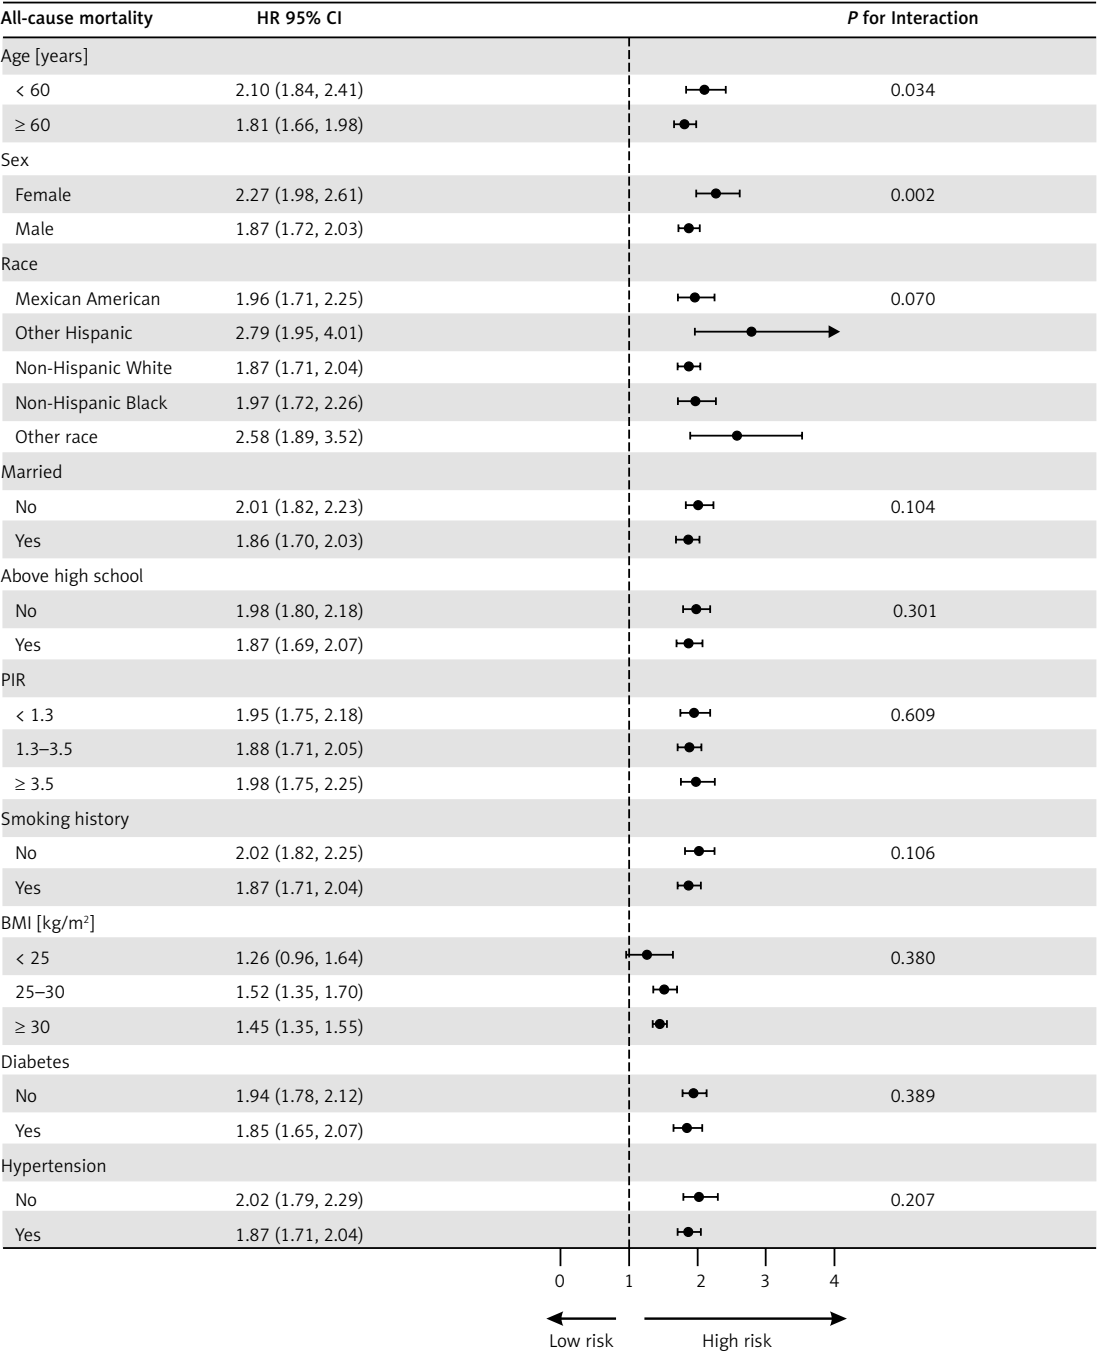 All-cause mortality HR 95% CI P for Interaction
Age [years]
< 60 2.10 (1.84, 2.41) 0.034
≥ 60 1.81 (1.66, 1.98)
Sex
Female 2.27 (1.98, 2.61) 0.002
Male 1.87 (1.72, 2.03)
Race
Mexican American 1.96 (1.71, 2.25) 0.070
Other Hispanic 2.79 (1.95, 4.01)
Non-Hispanic White 1.87 (1.71, 2.04)
Non-Hispanic Black 1.97 (1.72, 2.26)
Other race 2.58 (1.89, 3.52)
Married
No 2.01 (1.82, 2.23) 0.104
Yes 1.86 (1.70, 2.03)
Above high school
No 1.98 (1.80, 2.18) 0.301
Yes 1.87 (1.69, 2.07)
PIR
< 1.3 1.95 (1.75, 2.18) 0.609
1.3–3.5 1.88 (1.71, 2.05)
≥ 3.5 1.98 (1.75, 2.25)
Smoking history
No 2.02 (1.82, 2.25) 0.106
Yes 1.87 (1.71, 2.04)
BMI [kg/m²]
< 25 1.26 (0.96, 1.64) 0.380
25–30 1.52 (1.35, 1.70)
≥ 30 1.45 (1.35, 1.55)
Diabetes
No 1.94 (1.78, 2.12) 0.389
Yes 1.85 (1.65, 2.07)
Hypertension
No 2.02 (1.79, 2.29) 0.207
Yes 1.87 (1.71, 2.04)
0 1 2 3 4
Low risk High risk